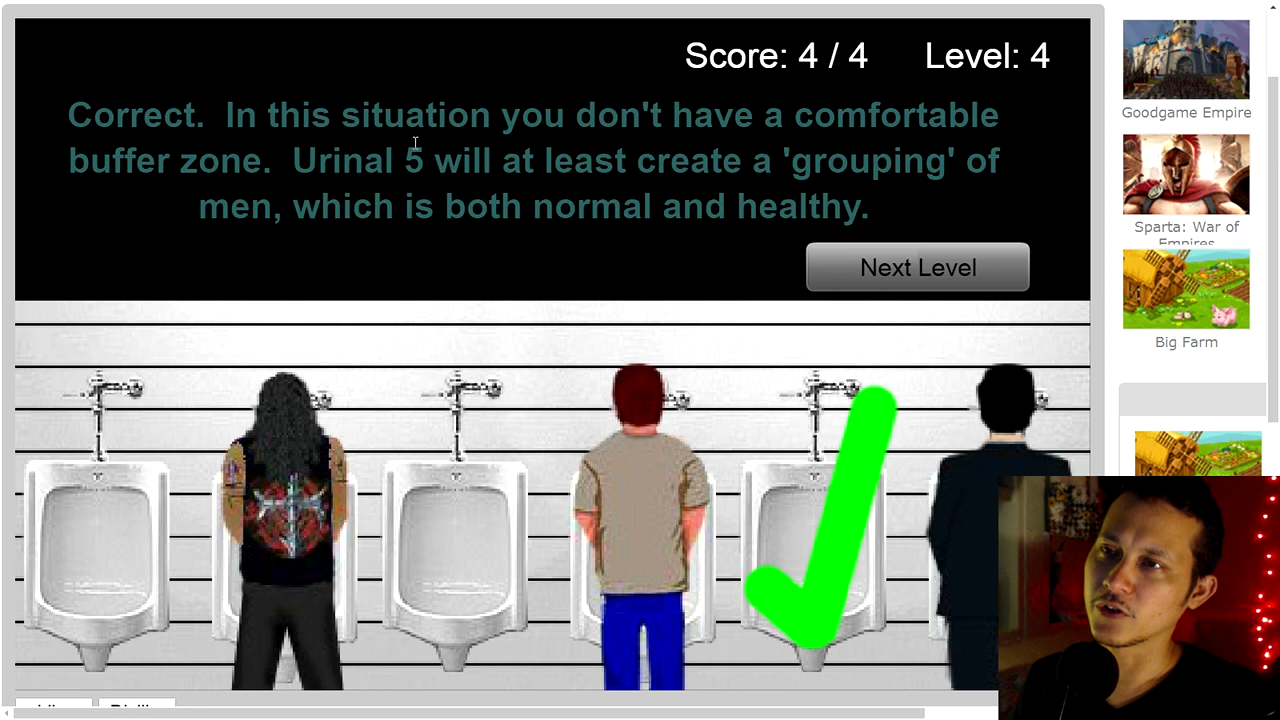 Score: 4 / 4 Level: 4
Correct. In this situation you don't have a comfortable
buffer zone. Urinal 5 will at least create a 'grouping' of
men, which is both normal and healthy.
Next Level
Goodgame Empire
Sparta: War of
Empires
Big Farm